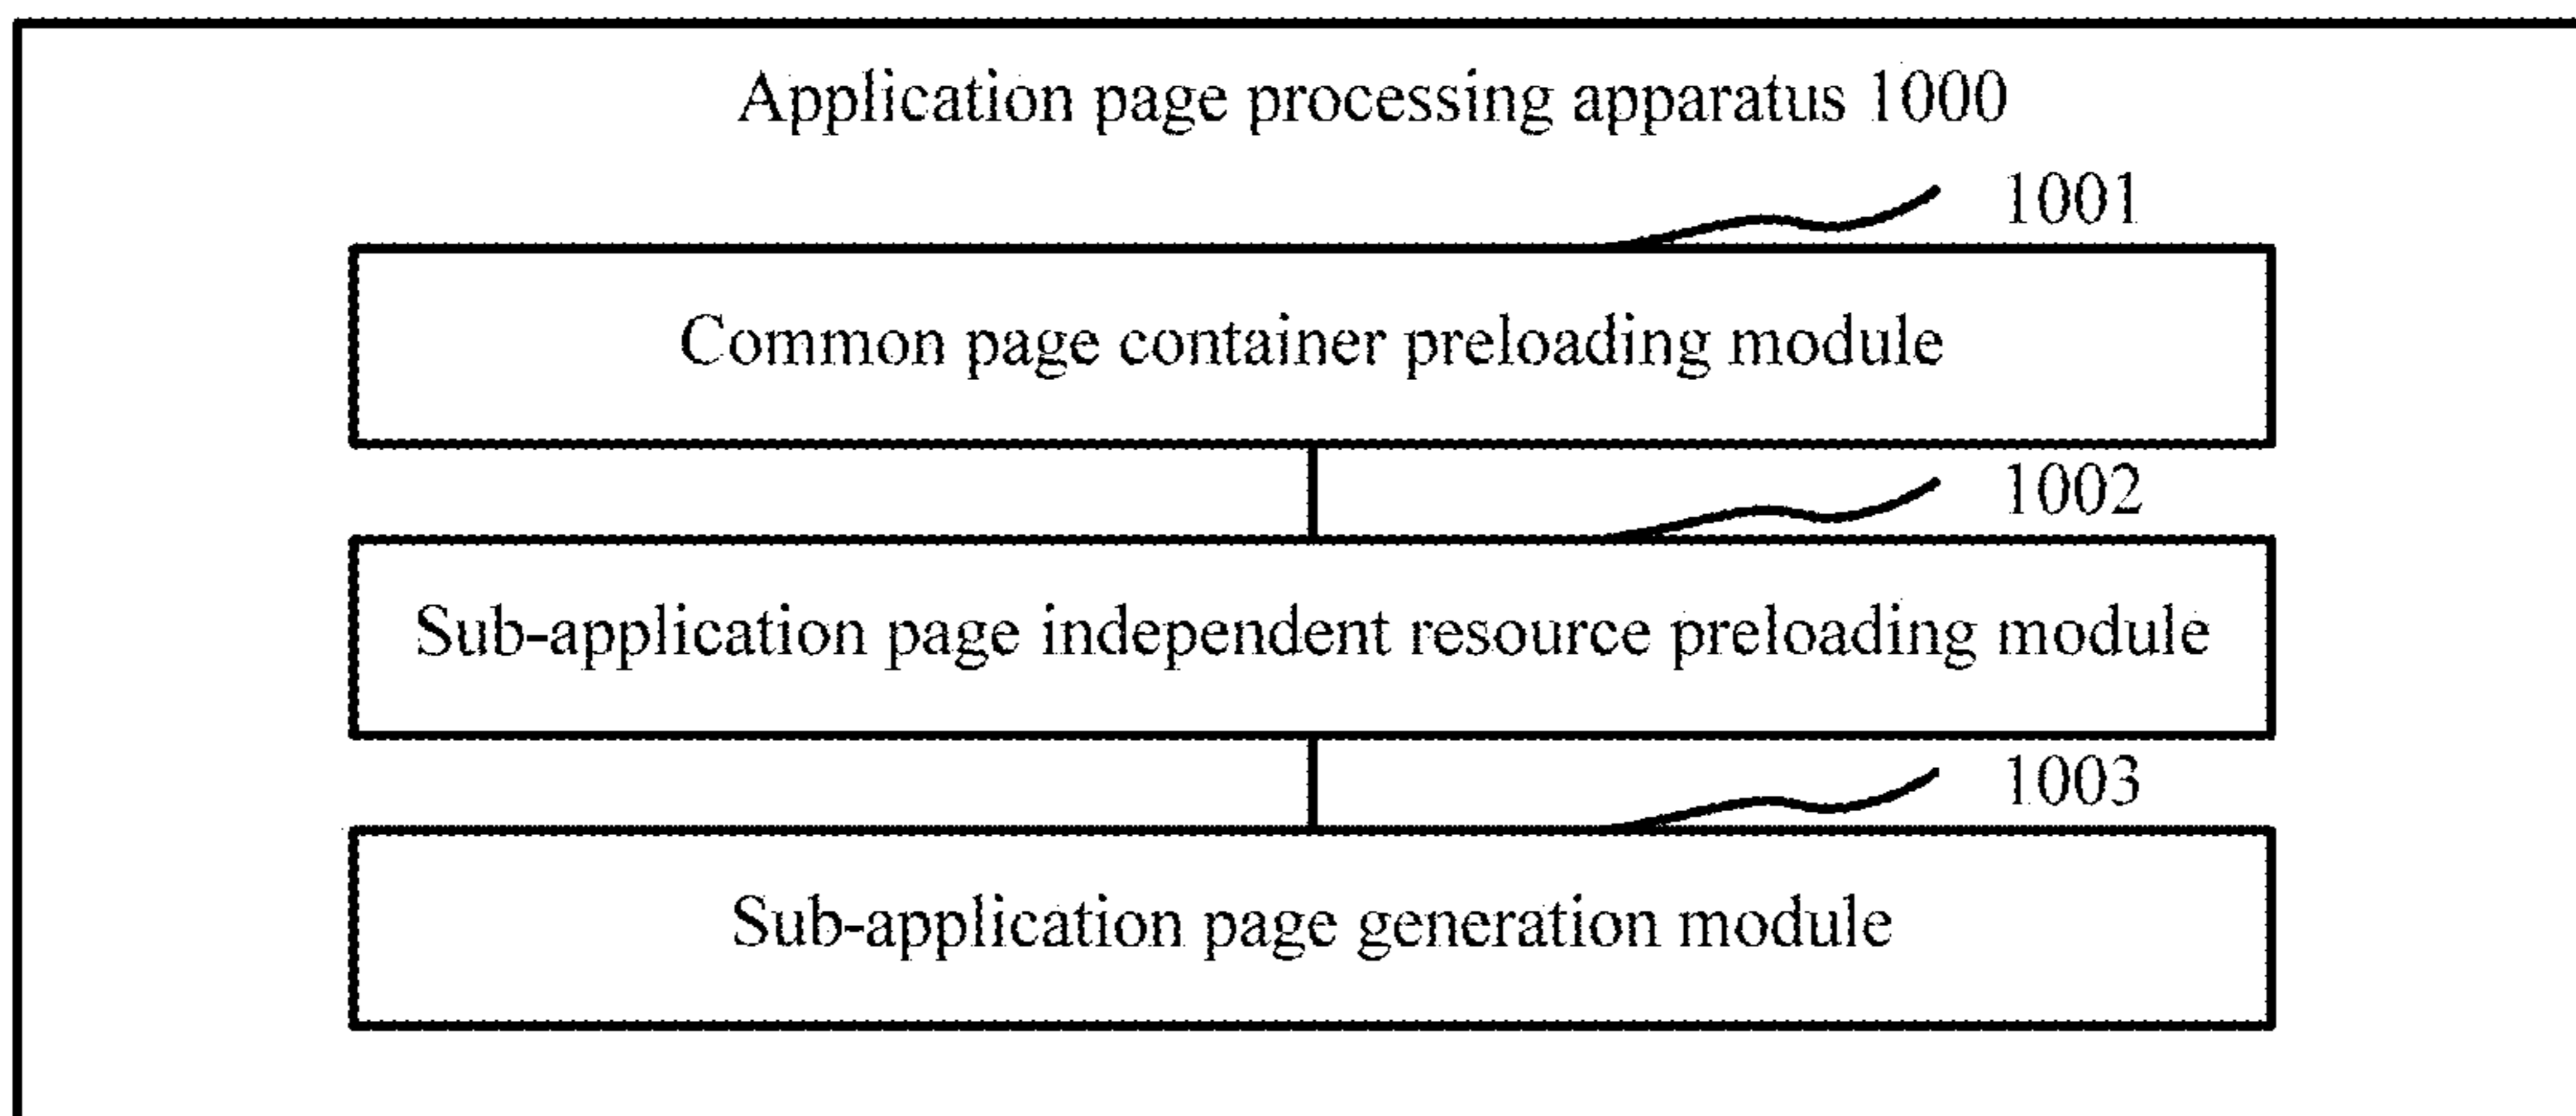 Application page processing apparatus 1000
1001
Common page container preloading module
1002
Sub-application page independent resource preloading module
1003
Sub-application page generation module